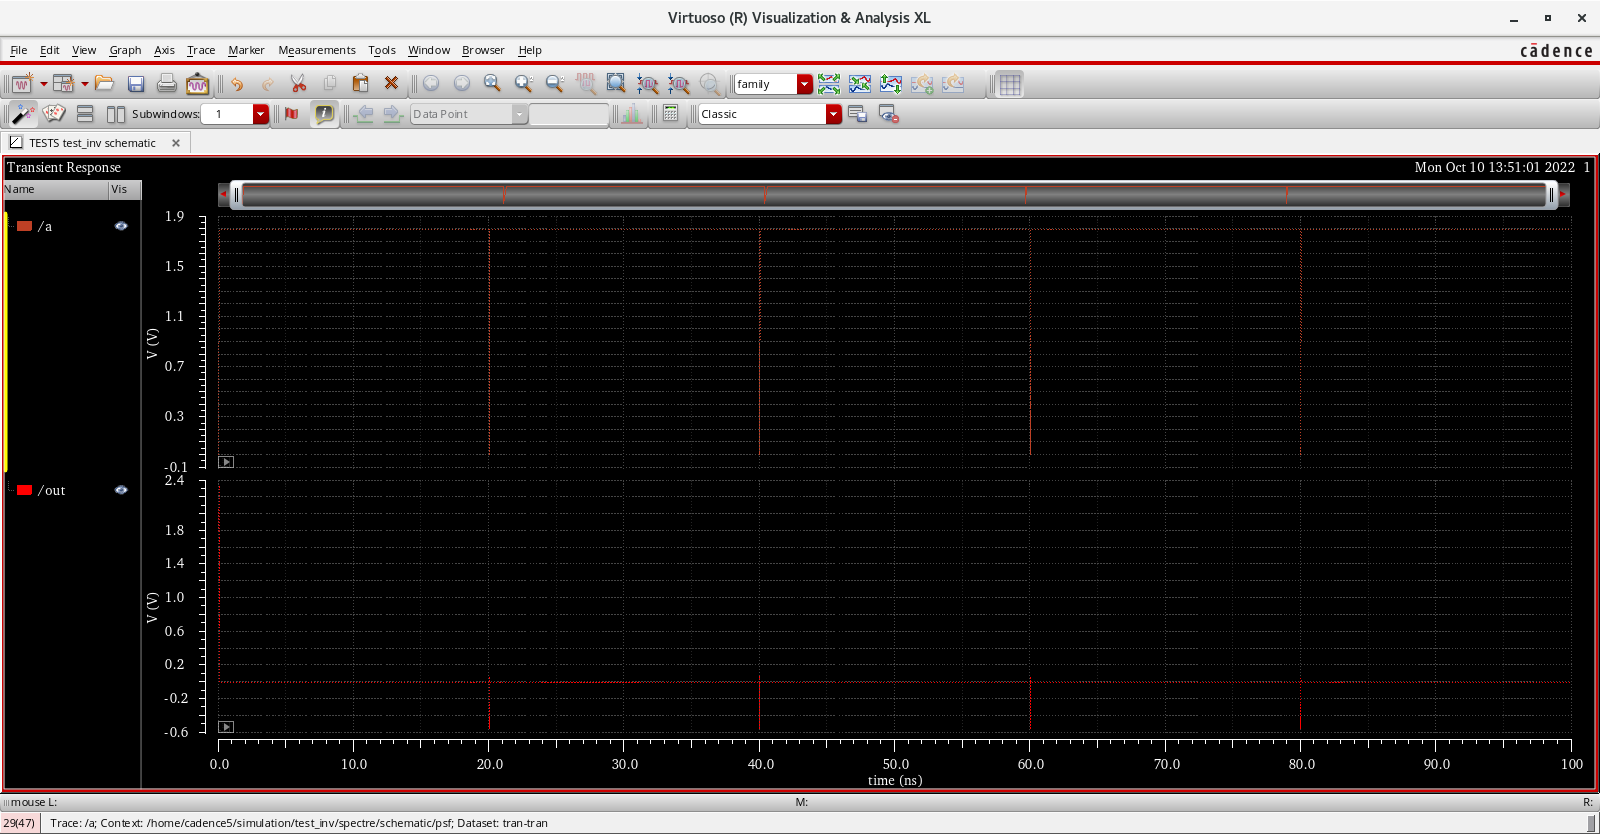 Virtuoso (R) Visualization & Analysis XL
File Edit View Graph Axis Trace Marker Measurements Tools Window Browser Help
cādence
family
Subwindows: 1
Data Point
Classic
TESTS test_inv schematic
Transient Response
Mon Oct 10 13:51:01 2022 1
Name Vis
/a
1.9
1.5
1.1
0.7
0.3
-0.1
V (V)
/out
2.4
1.8
1.4
1.0
0.6
0.2
-0.2
-0.6
V (V)
0.0 10.0 20.0 30.0 40.0 50.0 60.0 70.0 80.0 90.0 100
time (ns)
mouse L: M: R:
29(47) Trace: /a; Context: /home/cadence5/simulation/test_inv/spectre/schematic/psf; Dataset: tran-tran